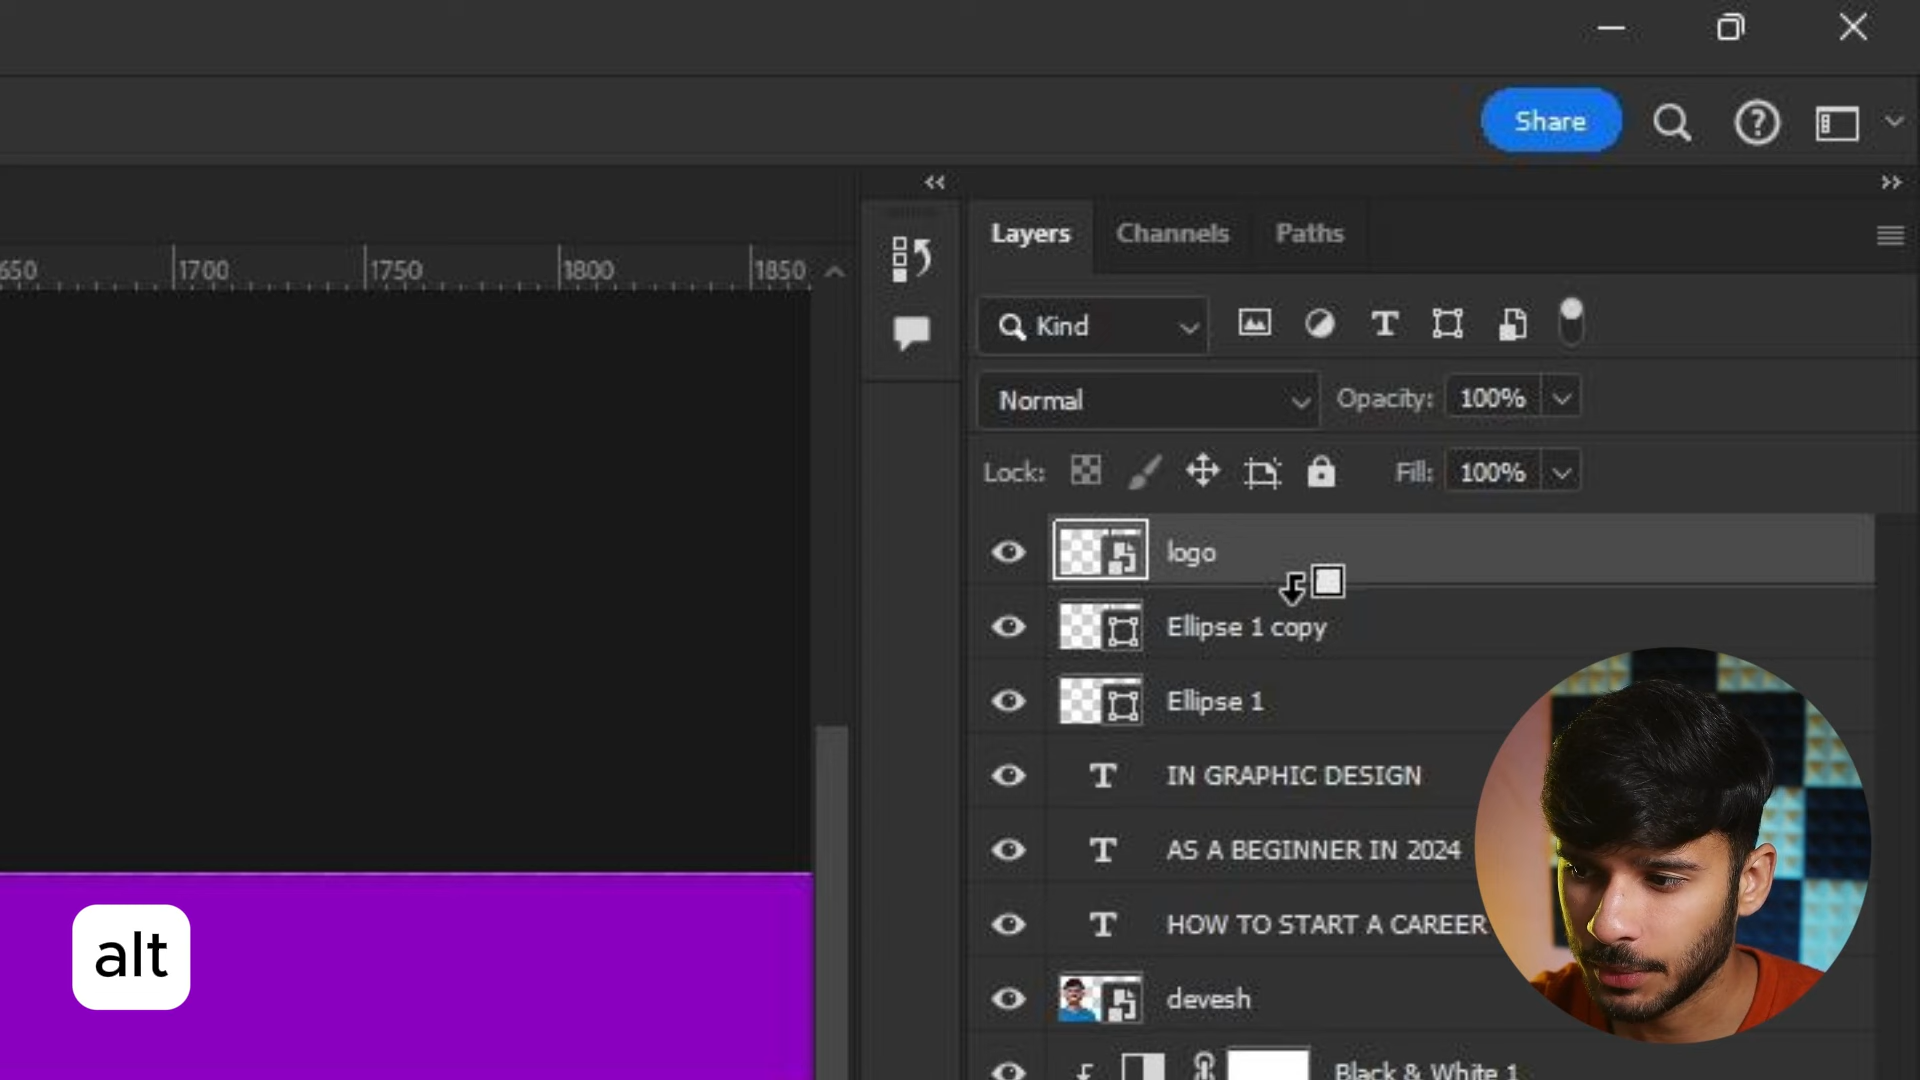 Share
Layers Channels Paths
650 1700 1750 1800 1850
Kind
Normal Opacity: 100%
Lock: Fill: 100%
logo
Ellipse 1 copy
Ellipse 1
IN GRAPHIC DESIGN
AS A BEGINNER IN 2024
HOW TO START A CAREER
alt
devesh
Black & White 1